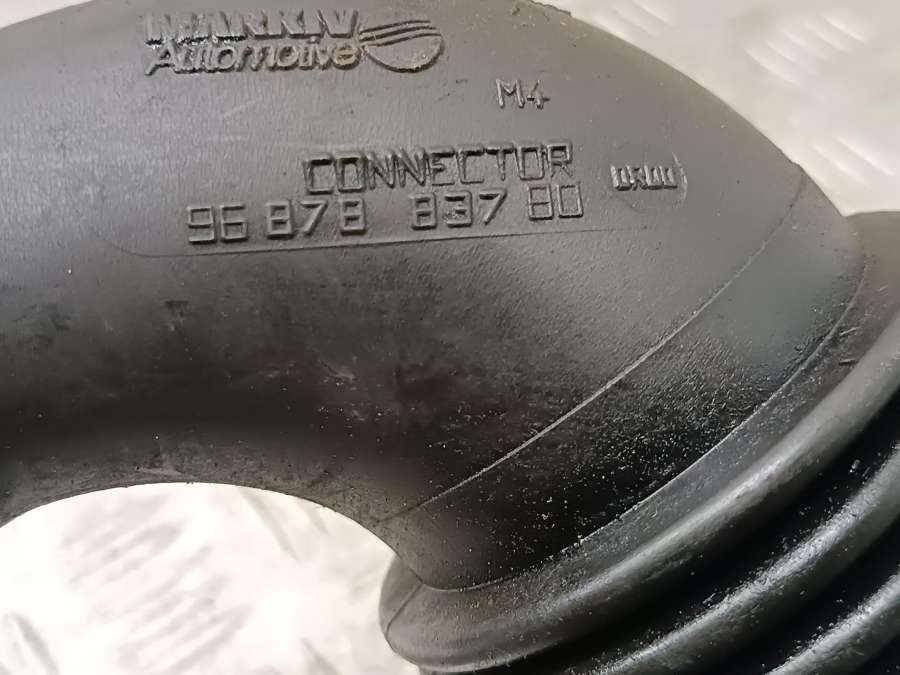 Automotive
M4
CONNECTOR
96 878 837 80